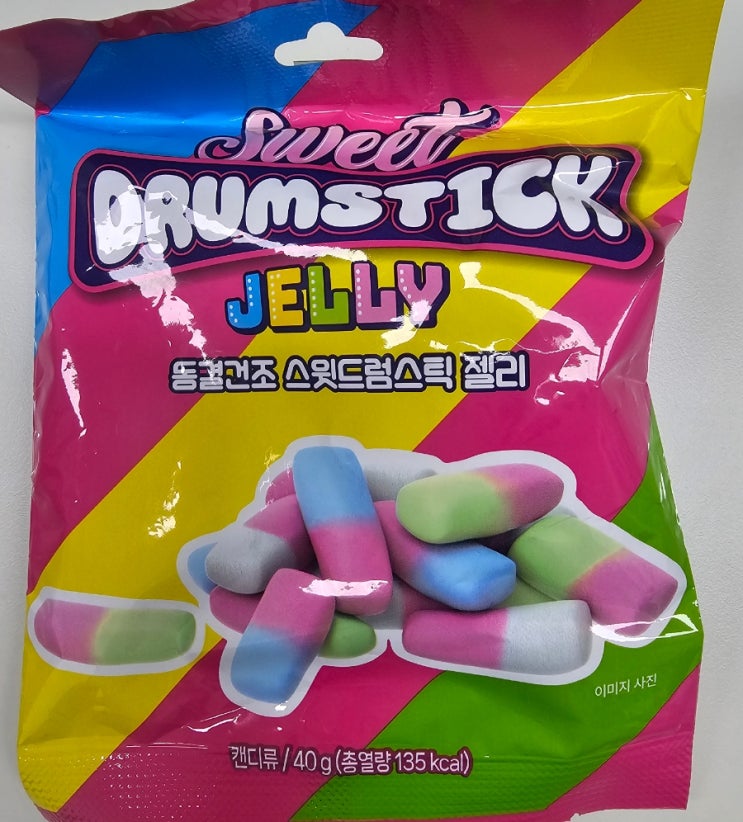 Sweet
DRUMSTICK
JELLY
동결건조 스윗드럼스틱 젤리
이미지 사진
캔디류 / 40 g (총열량 135 kcal)